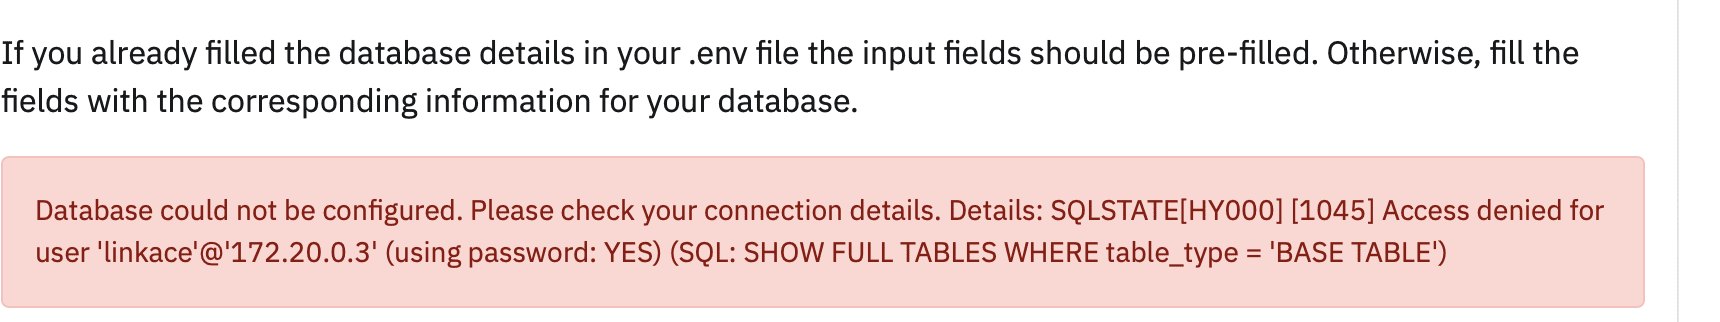 If you already filled the database details in your .env file the input fields should be pre-filled. Otherwise, fill the
fields with the corresponding information for your database.
Database could not be configured. Please check your connection details. Details: SQLSTATE[HY000] [1045] Access denied for
user 'linkace'@'172.20.0.3' (using password: YES) (SQL: SHOW FULL TABLES WHERE table_type = 'BASE TABLE')